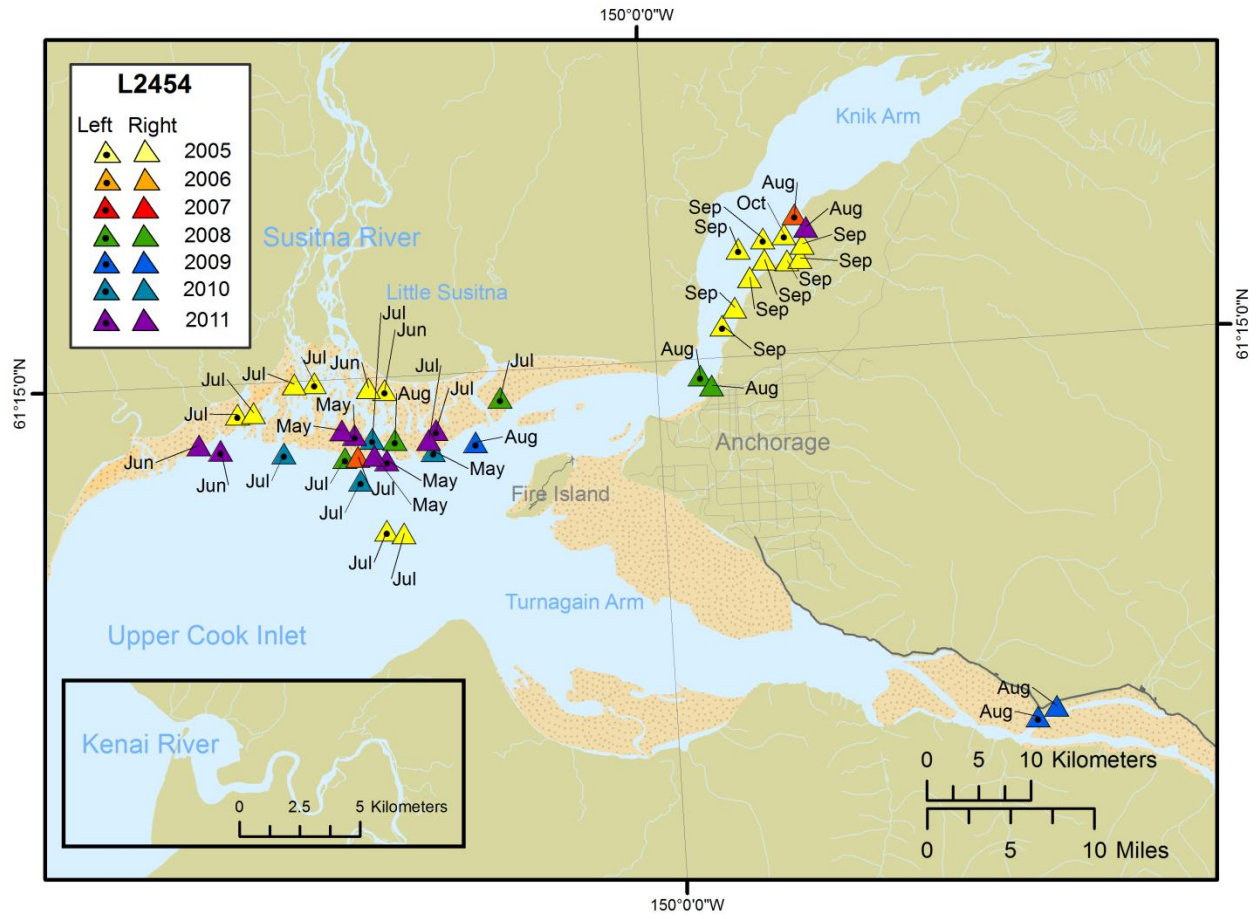 150°0'0"W
L2454
Left Right
2005
2006
2007
2008
2009
2010
2011
Knik Arm
Susitna River
Little Susitna
Aug
Oct
Sep
Aug
Sep
Sep
Sep
Sep
Sep
Sep
Sep
Sep
Aug
Aug
61°15'0"N
61°15'0"N
Jul
Jun
Jul
Jun
Jul
Jul
Jul
Jul
Jul
Jul
May
Aug
May
Aug
Jun
Jun
Jul
Jul
Jul
May
May
May
Jul
Jul
Jul
Anchorage
Fire Island
Turnagain Arm
Upper Cook Inlet
Aug
Aug
Kenai River
0 2.5 5 Kilometers
0 5 10 Kilometers
0 5 10 Miles
150°0'0"W